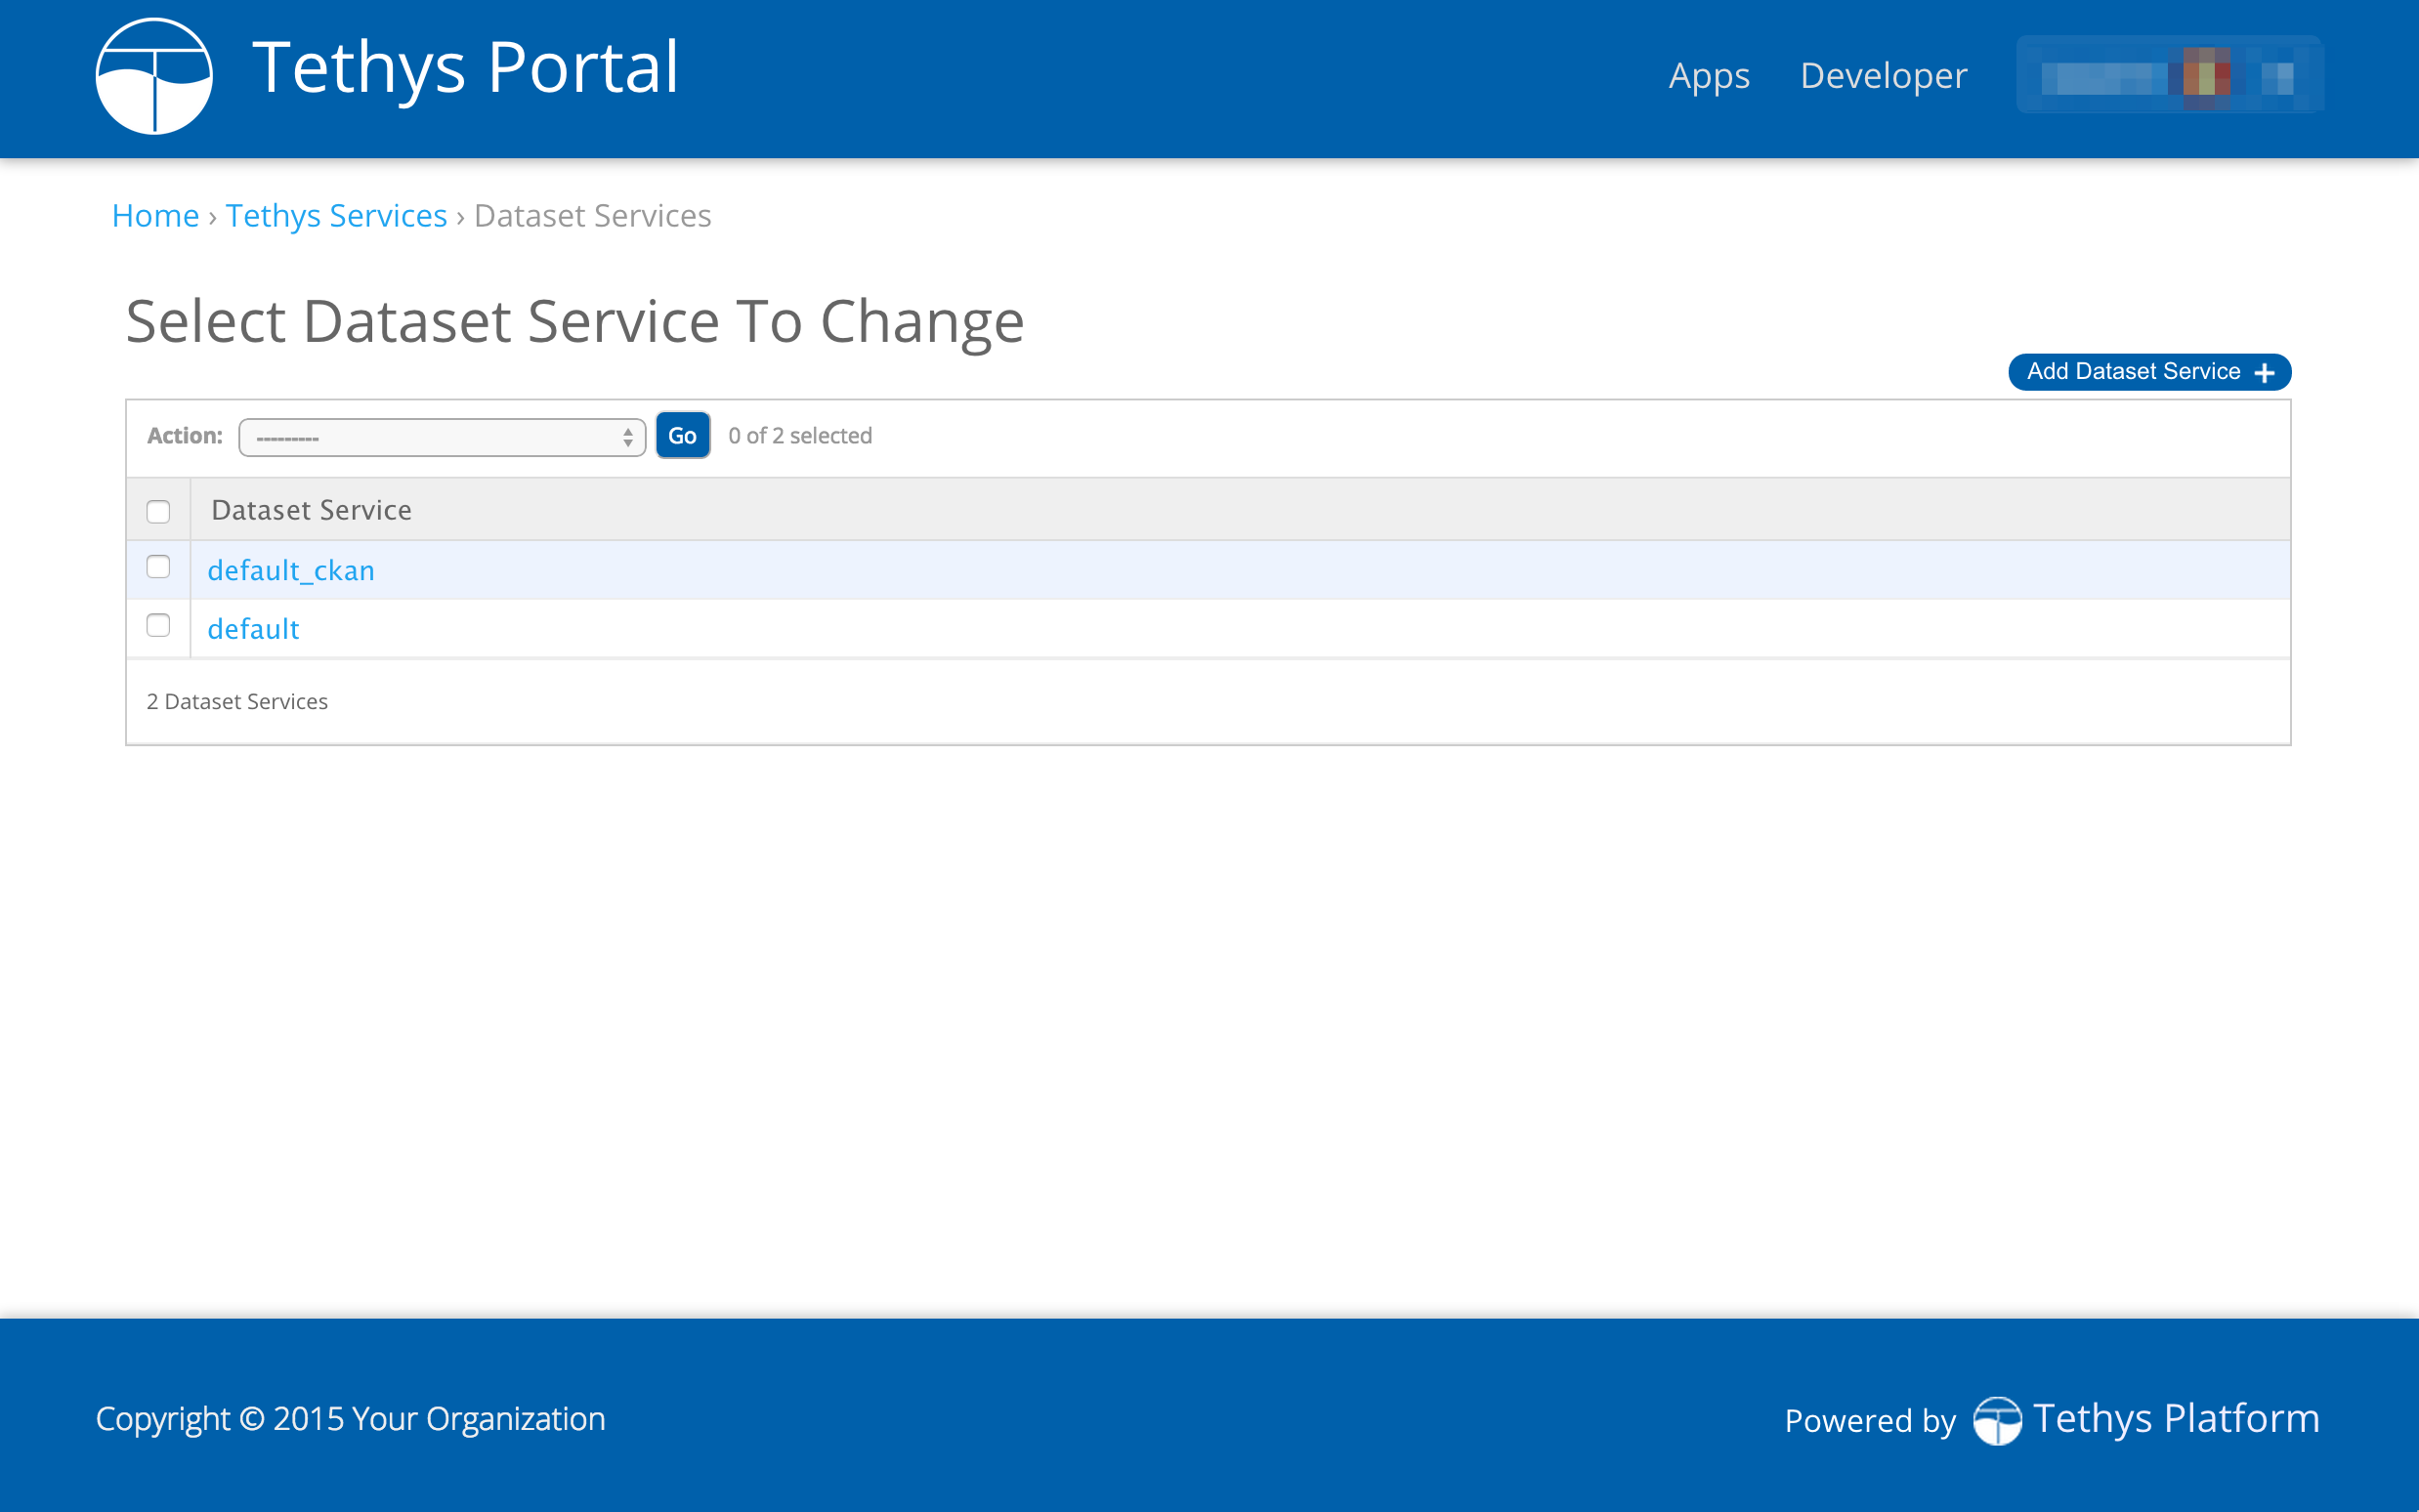 Tethys Portal
Apps Developer
Home › Tethys Services › Dataset Services
Select Dataset Service To Change
Add Dataset Service +
Action: --------- Go 0 of 2 selected
Dataset Service
default_ckan
default
2 Dataset Services
Copyright © 2015 Your Organization
Powered by Tethys Platform